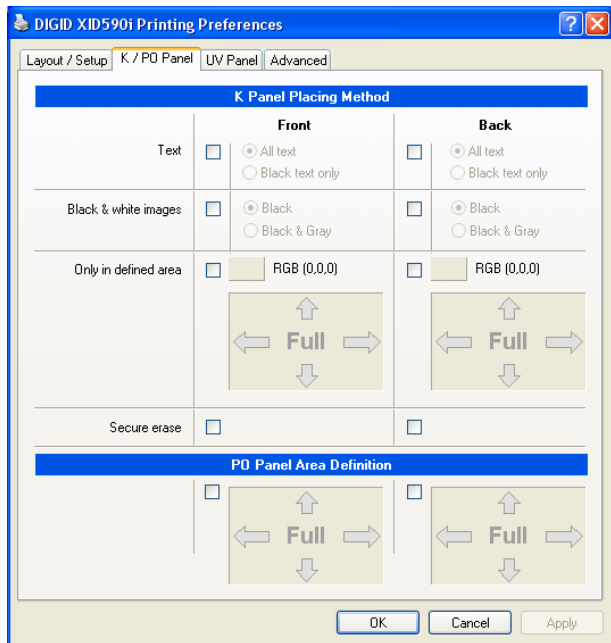 DIGID XID590i Printing Preferences
Layout / Setup K / PO Panel UV Panel Advanced
K Panel Placing Method
Front Back
Text All text All text
Black text only Black text only
Black & white images Black Black
Black & Gray Black & Gray
Only in defined area RGB (0,0,0) RGB (0,0,0)
Full Full
Secure erase
PO Panel Area Definition
Full Full
OK Cancel Apply